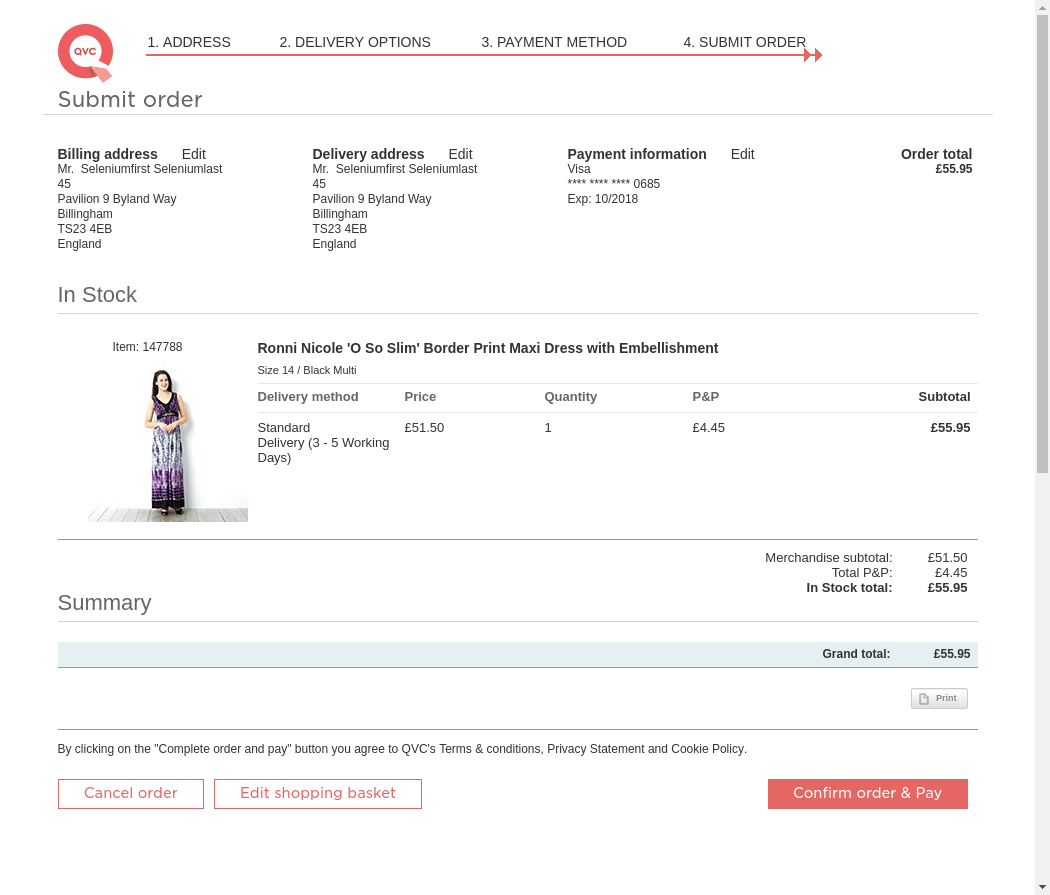 QVC
1. ADDRESS 2. DELIVERY OPTIONS 3. PAYMENT METHOD 4. SUBMIT ORDER
Submit order
Billing address Edit
Mr. Seleniumfirst Seleniumlast
45
Pavilion 9 Byland Way
Billingham
TS23 4EB
England
Delivery address Edit
Mr. Seleniumfirst Seleniumlast
45
Pavilion 9 Byland Way
Billingham
TS23 4EB
England
Payment information Edit
Visa
**** **** **** 0685
Exp: 10/2018
Order total
£55.95
In Stock
Item: 147788
Ronni Nicole 'O So Slim' Border Print Maxi Dress with Embellishment
Size 14 / Black Multi
Delivery method Price Quantity P&P Subtotal
Standard £51.50 1 £4.45 £55.95
Delivery (3 - 5 Working
Days)
Merchandise subtotal: £51.50
Total P&P: £4.45
In Stock total: £55.95
Summary
Grand total: £55.95
Print
By clicking on the "Complete order and pay" button you agree to QVC's Terms & conditions, Privacy Statement and Cookie Policy.
Cancel order Edit shopping basket Confirm order & Pay